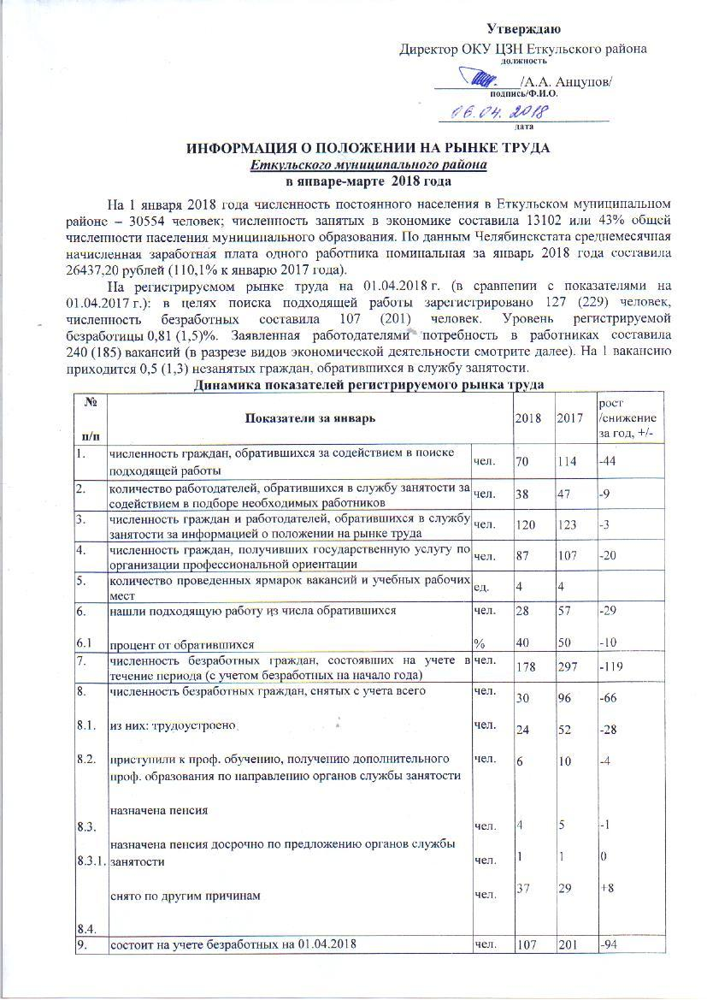 Утверждаю
Директор ОКУ ЦЗН Еткульского района
должность
/А.А. Анцупов/
подпись/Ф.И.О.
06.04.2018
дата
ИНФОРМАЦИЯ О ПОЛОЖЕНИИ НА РЫНКЕ ТРУДА
Еткульского муниципального района
в январе-марте 2018 года
На 1 января 2018 года численность постоянного населения в Еткульском муниципальном
районе – 30554 человек; численность занятых в экономике составила 13102 или 43% общей
численности населения муниципального образования. По данным Челябинскстата среднемесячная
начисленная заработная плата одного работника номинальная за январь 2018 года составила
26437,20 рублей (110,1% к январю 2017 года).
На регистрируемом рынке труда на 01.04.2018 г. (в сравнении с показателями на
01.04.2017 г.): в целях поиска подходящей работы зарегистрировано 127 (229) человек,
численность безработных составила 107 (201) человек. Уровень регистрируемой
безработицы 0,81 (1,5)%. Заявленная работодателями потребность в работниках составила
240 (185) вакансий (в разрезе видов экономической деятельности смотрите далее). На 1 вакансию
приходится 0,5 (1,3) незанятых граждан, обратившихся в службу занятости.
Динамика показателей регистрируемого рынка труда
№ п/п Показатели за январь 2018 2017 рост
/снижение
за год, +/-
1. численность граждан, обратившихся за содействием в поиске
подходящей работы чел. 70 114 -44
2. количество работодателей, обратившихся в службу занятости за
содействием в подборе необходимых работников чел. 38 47 -9
3. численность граждан и работодателей, обратившихся в службу
занятости за информацией о положении на рынке труда чел. 120 123 -3
4. численность граждан, получивших государственную услугу по
организации профессиональной ориентации чел. 87 107 -20
5. количество проведенных ярмарок вакансий и учебных рабочих
мест ед. 4 4
6. нашли подходящую работу из числа обратившихся чел. 28 57 -29
6.1 процент от обратившихся % 40 50 -10
7. численность безработных граждан, состоявших на учете в
течение периода (с учетом безработных на начало года) чел. 178 297 -119
8. численность безработных граждан, снятых с учета всего чел. 30 96 -66
8.1. из них: трудоустроено чел. 24 52 -28
8.2. приступили к проф. обучению, получению дополнительного чел. 6 10 -4
проф. образования по направлению органов службы занятости
назначена пенсия
8.3. чел. 4 5 -1
назначена пенсия досрочно по предложению органов службы
8.3.1. занятости чел. 1 1 0
снято по другим причинам чел. 37 29 +8
8.4.
9. состоит на учете безработных на 01.04.2018 чел. 107 201 -94